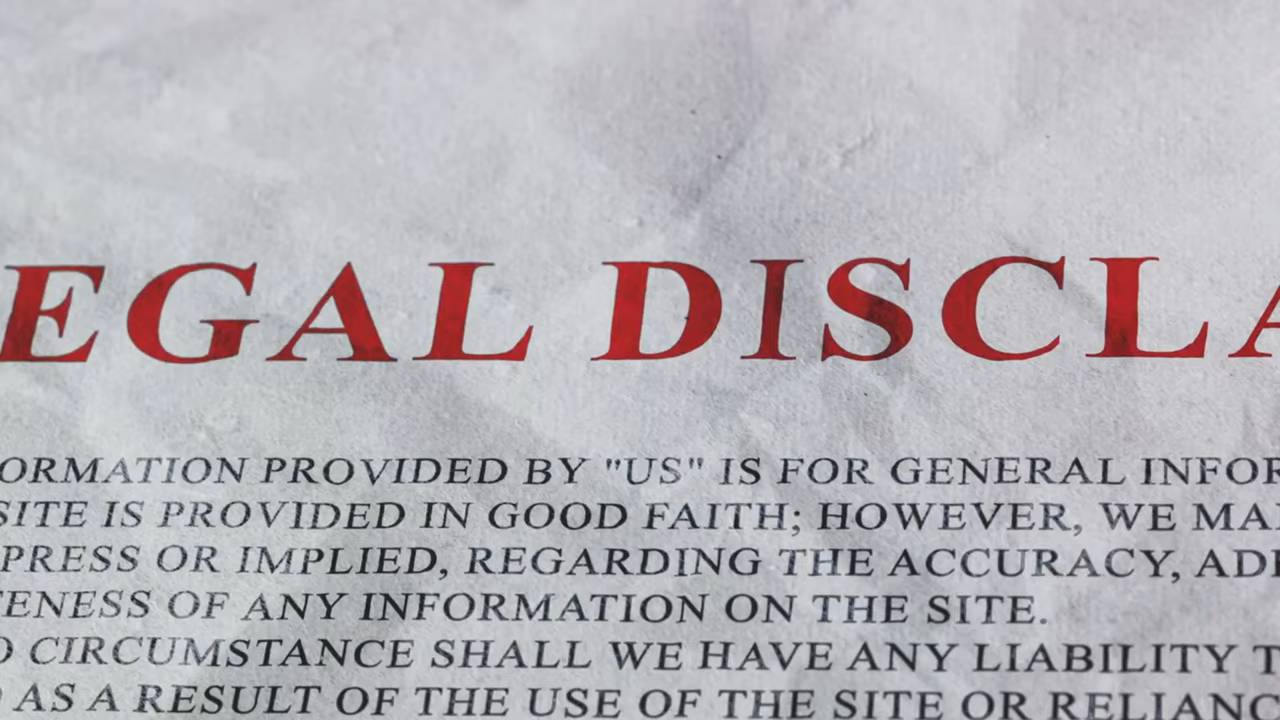 EGAL DISCLA
ORMATION PROVIDED BY "US" IS FOR GENERAL INFOR
SITE IS PROVIDED IN GOOD FAITH; HOWEVER, WE MA
PRESS OR IMPLIED, REGARDING THE ACCURACY, ADE
TENESS OF ANY INFORMATION ON THE SITE.
O CIRCUMSTANCE SHALL WE HAVE ANY LIABILITY T
AS A RESULT OF THE USE OF THE SITE OR RELIANC